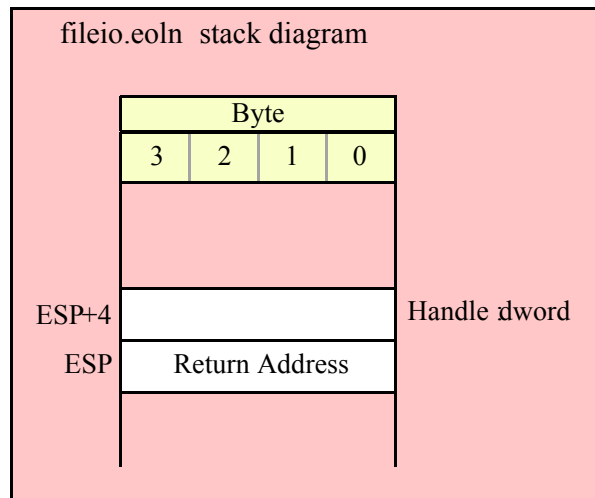 fileio.eoln stack diagram
Byte
3 2 1 0
ESP+4 Handle :dword
ESP Return Address